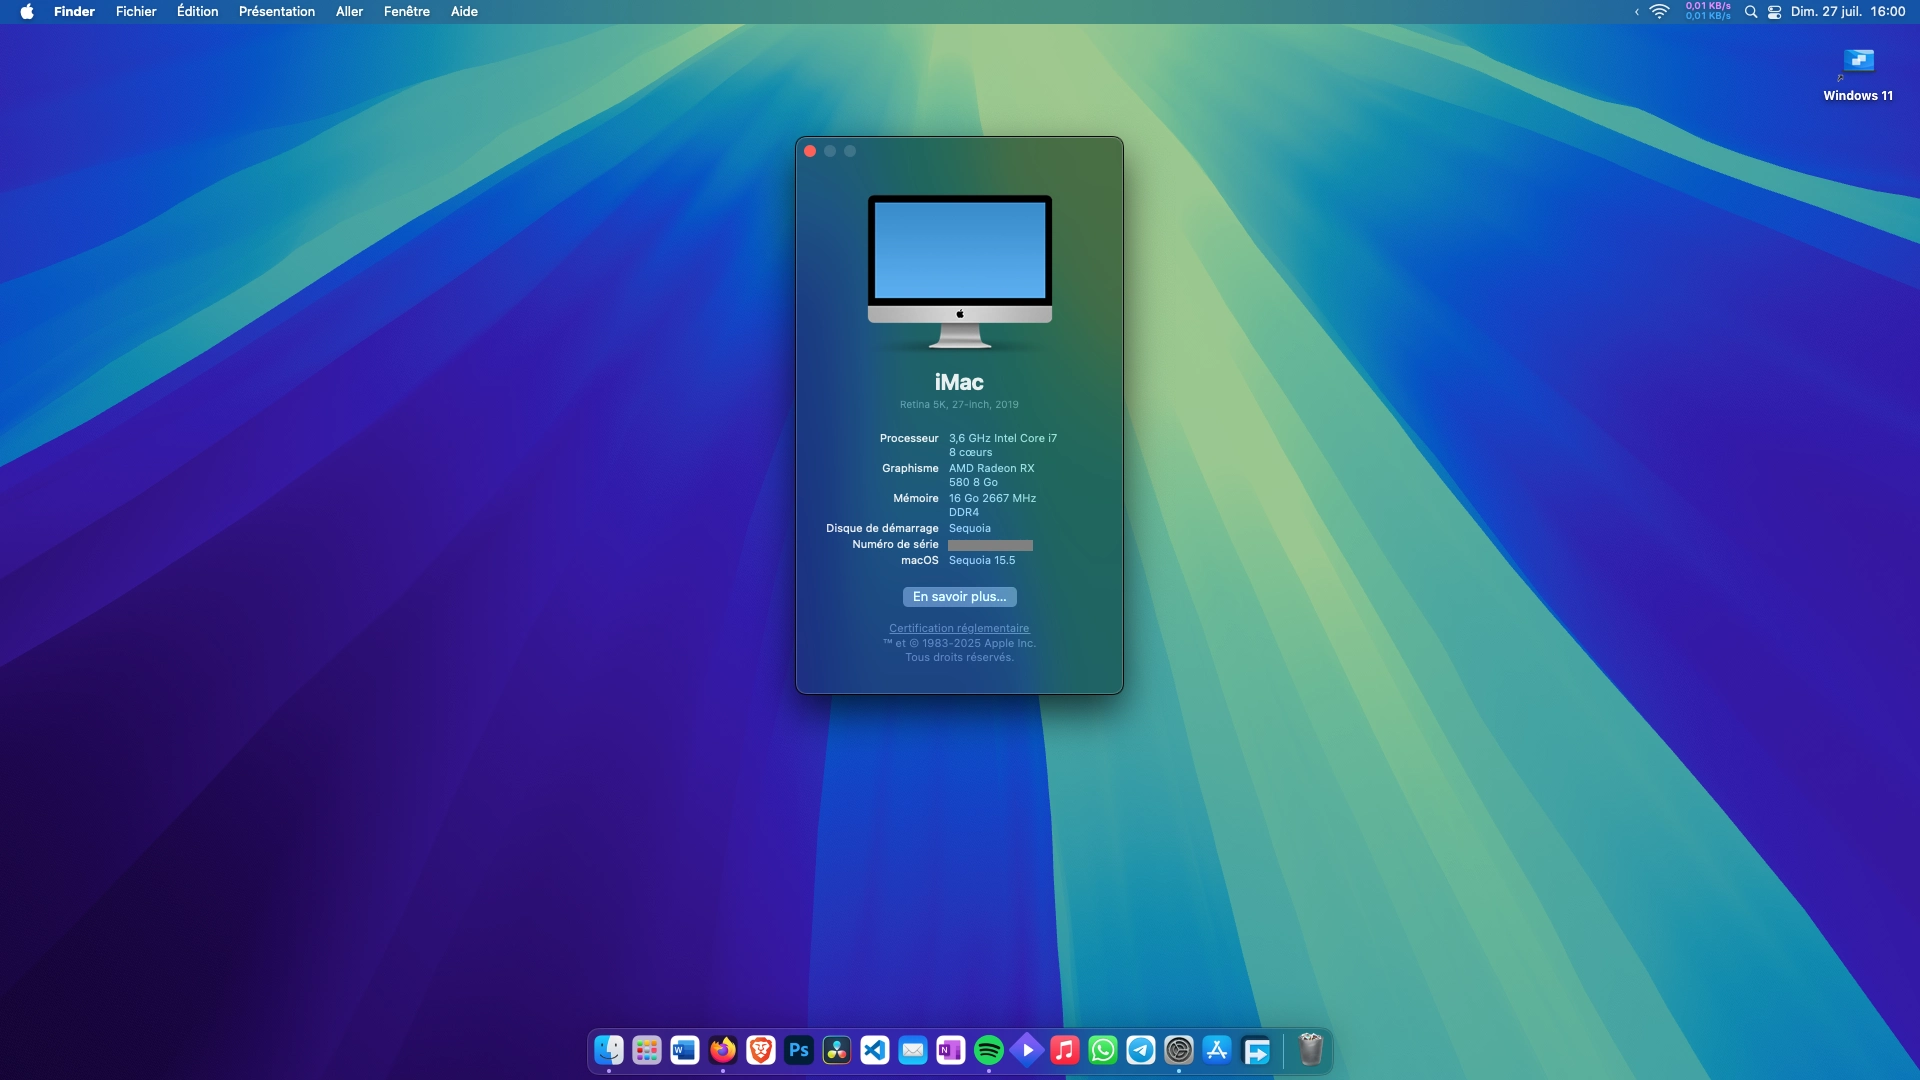 Finder Fichier Édition Présentation Aller Fenêtre Aide
0,01 KB/s
0,01 KB/s
Dim. 27 juil. 16:00
Windows 11
iMac
Retina 5K, 27-inch, 2019
Processeur 3,6 GHz Intel Core i7
8 cœurs
Graphisme AMD Radeon RX
580 8 Go
Mémoire 16 Go 2667 MHz
DDR4
Disque de démarrage Sequoia
Numéro de série
macOS Sequoia 15.5
En savoir plus...
Certification réglementaire
™ et © 1983-2025 Apple Inc.
Tous droits réservés.
W Ps N